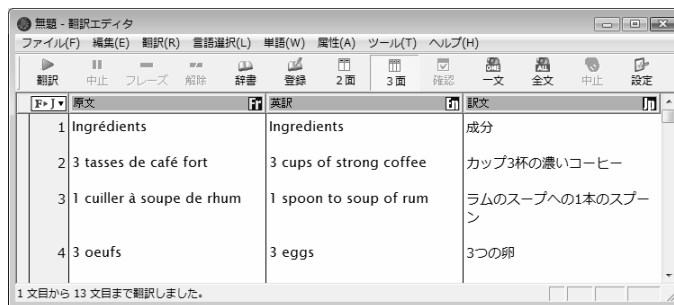 無題 - 翻訳エディタ
ファイル(F) 編集(E) 翻訳(R) 言語選択(L) 単語(W) 属性(A) ツール(T) ヘルプ(H)
翻訳 中止 フレーズ 解除 辞書 登録 2面 3面 確認 一文 全文 中止 設定
F▸J▼ 原文 英訳 訳文
1 Ingrédients Ingredients 成分
2 3 tasses de café fort 3 cups of strong coffee カップ3杯の濃いコーヒー
3 1 cuiller à soupe de rhum 1 spoon to soup of rum ラムのスープへの1本のスプー
ン
4 3 oeufs 3 eggs 3つの卵
1 文目から 13 文目まで翻訳しました。